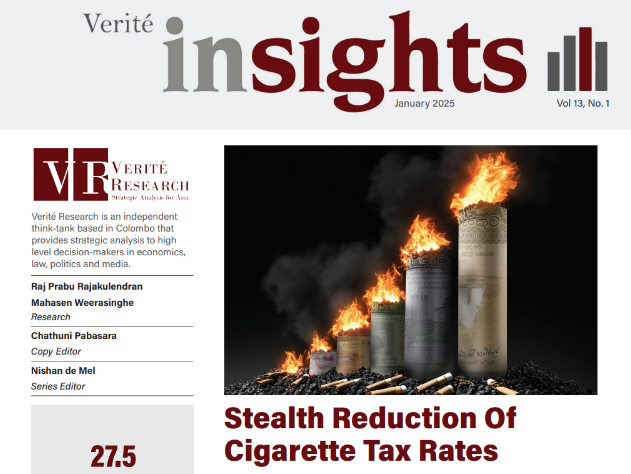 Verité
insights
January 2025
Vol 13, No. 1
VR VERITÉ
RESEARCH
Strategic Analysis for Asia
Verité Research is an independent
think-tank based in Colombo that
provides strategic analysis to high
level decision-makers in economics,
law, politics and media.
Raj Prabu Rajakulendran
Mahasen Weerasinghe
Research
Chathuni Pabasara
Copy Editor
Nishan de Mel
Series Editor
27.5
Stealth Reduction Of
Cigarette Tax Rates